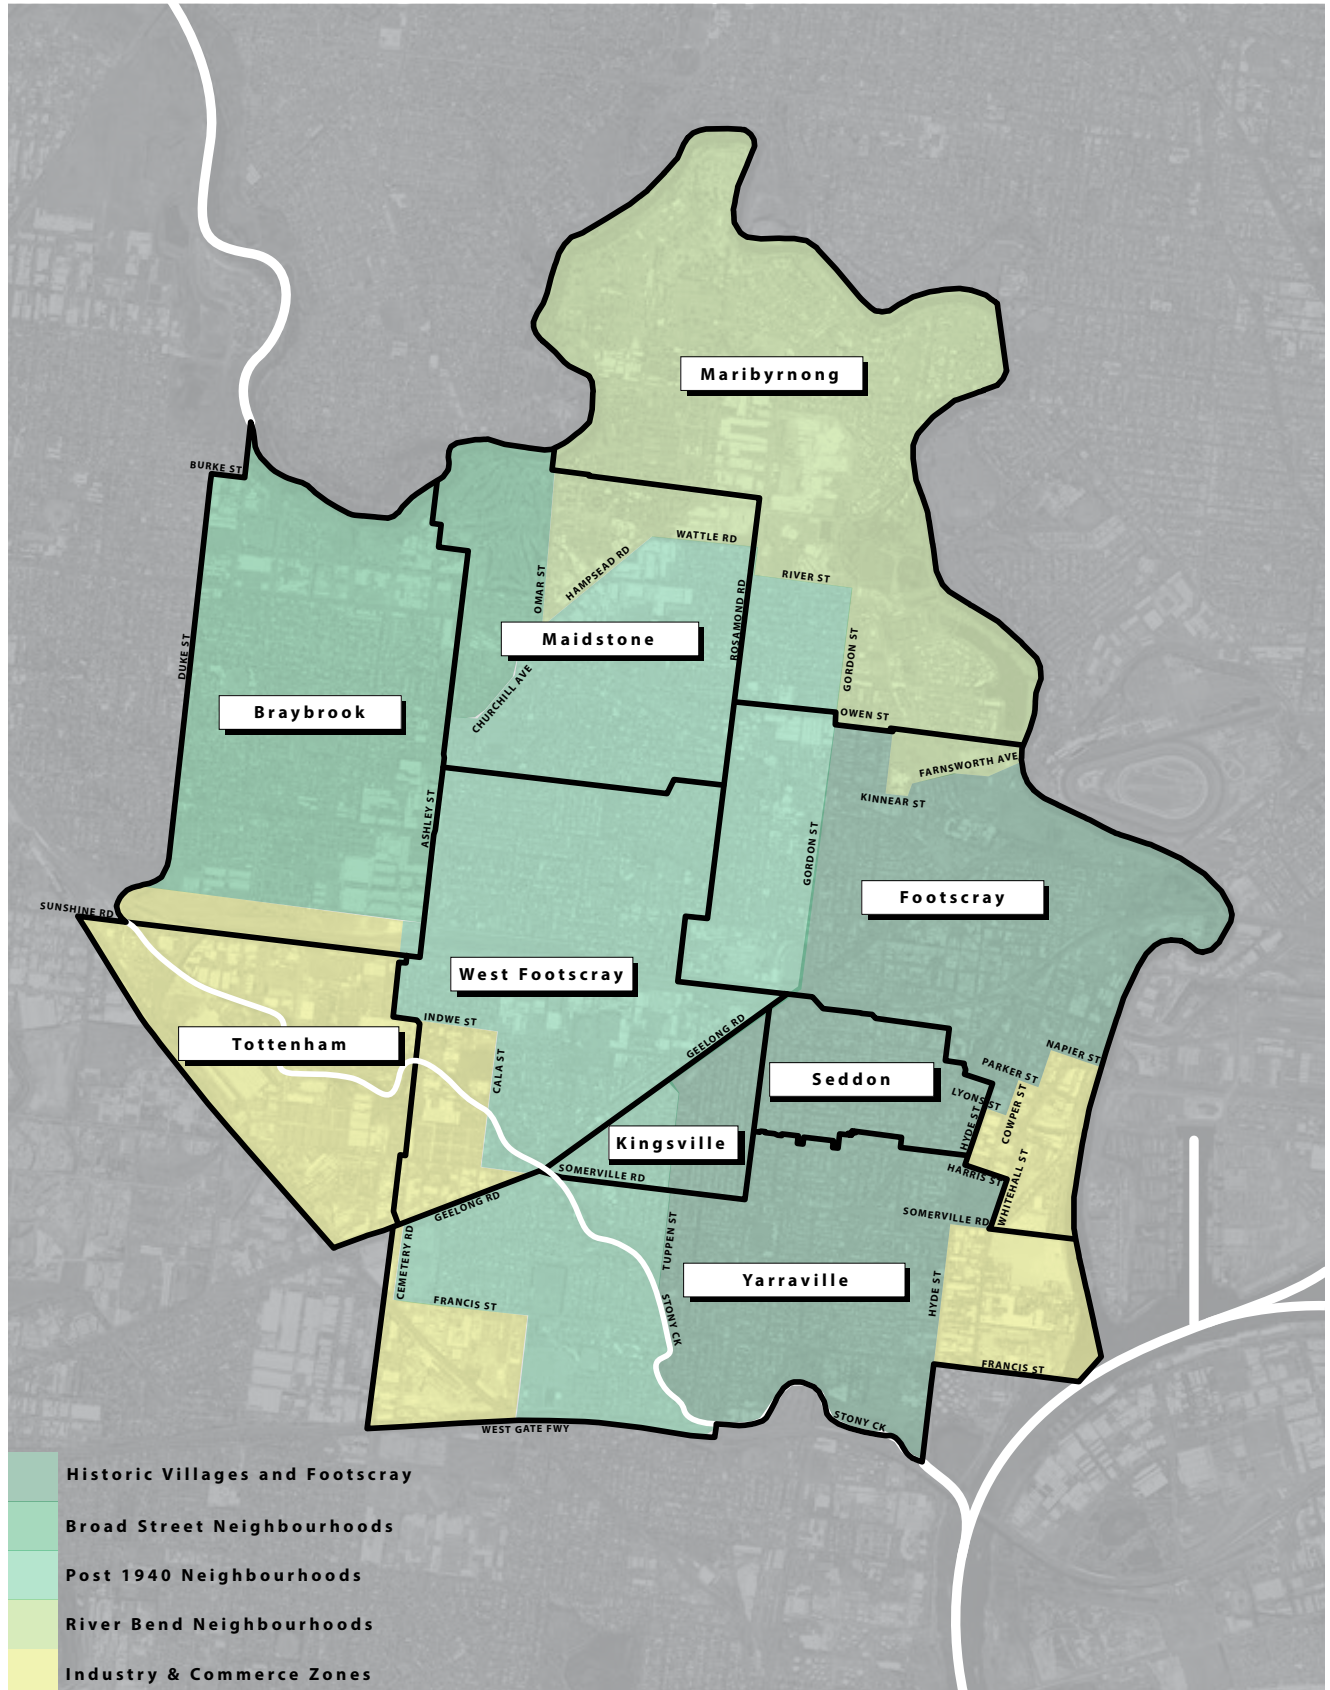 Maribyrnong
BURKE ST
WATTLE RD
HAMPSEAD RD
OMAR ST
RIVER ST
ROSAMOND RD
Maidstone
DUKE ST
GORDON ST
CHURCHILL AVE
Braybrook
OWEN ST
FARNSWORTH AVE
KINNEAR ST
ASHLEY ST
GORDON ST
Footscray
SUNSHINE RD
West Footscray
INDWE ST
GEELONG RD
Tottenham
NAPIER ST
CALA ST
PARKER ST
Seddon
LYONS ST
COWPER ST
HYDE ST
Kingsville
SOMERVILLE RD
HARRIS ST
WHITEHALL ST
GEELONG RD
SOMERVILLE RD
TUPPEN ST
CEMETERY RD
Yarraville
HYDE ST
FRANCIS ST
STONY CK
FRANCIS ST
STONY CK
WEST GATE FWY
Historic Villages and Footscray
Broad Street Neighbourhoods
Post 1940 Neighbourhoods
River Bend Neighbourhoods
Industry & Commerce Zones